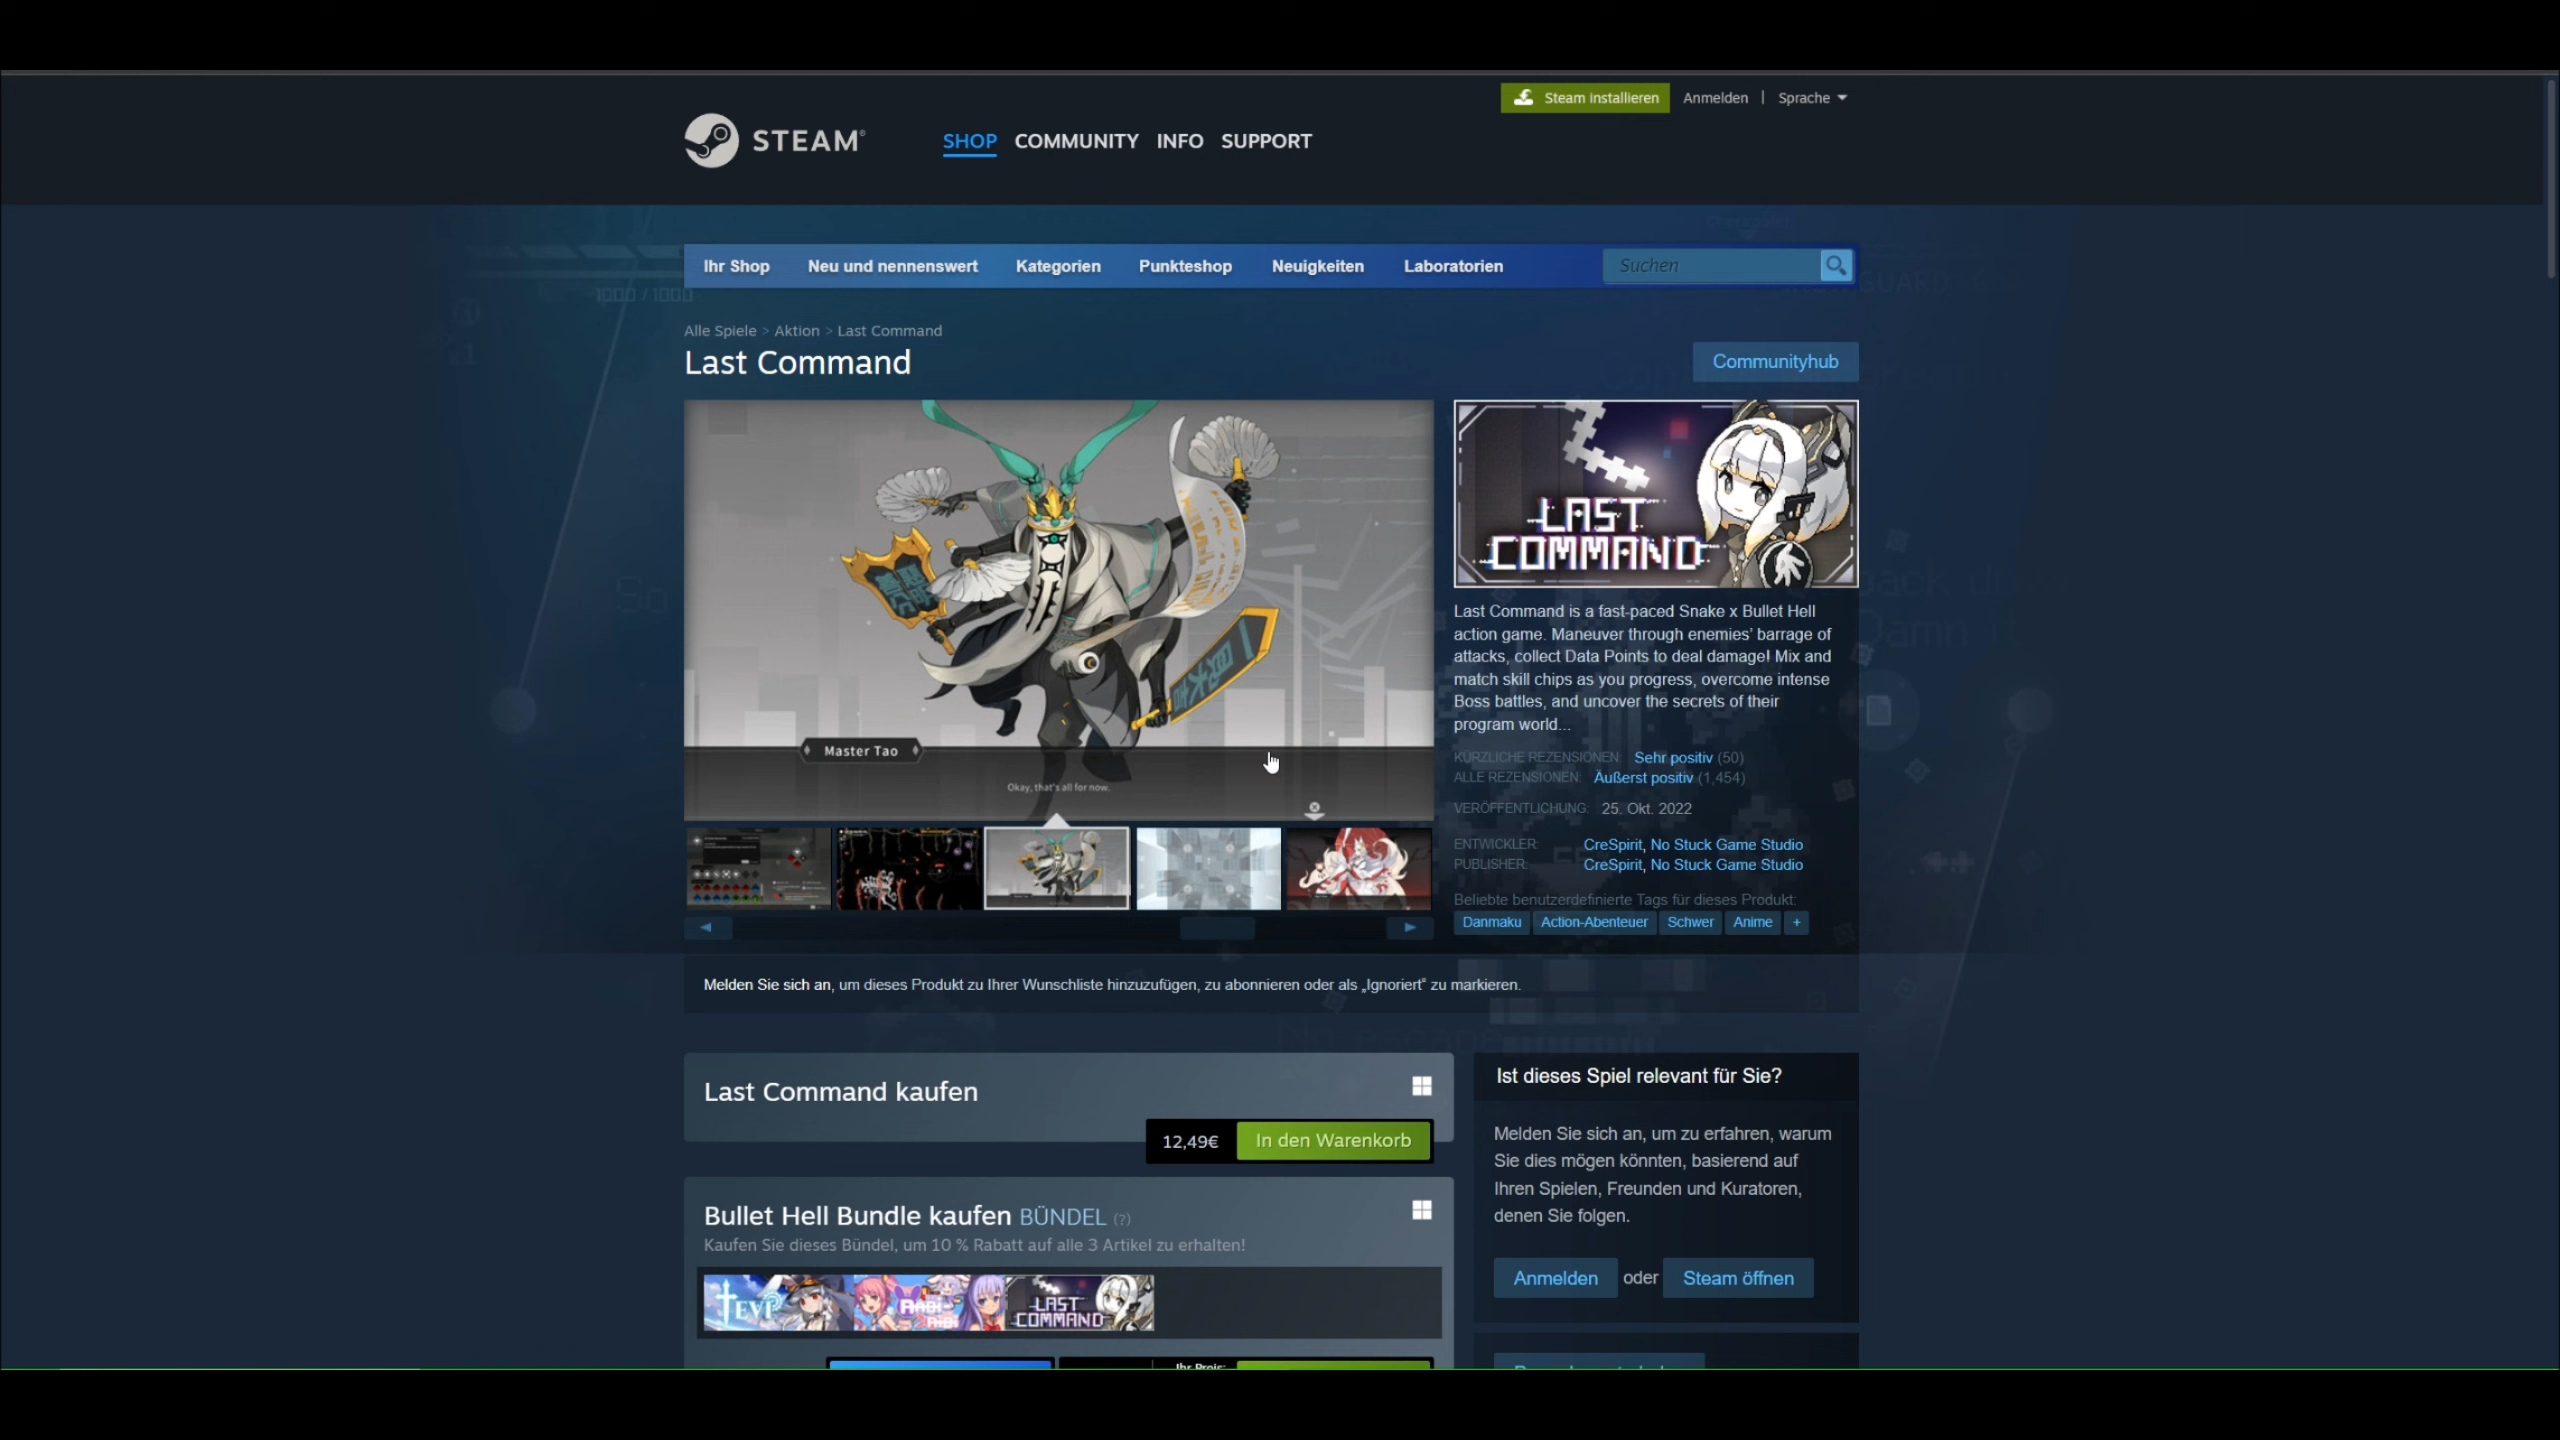 Steam installieren
Anmelden | Sprache
STEAM
SHOP COMMUNITY INFO SUPPORT
Ihr Shop Neu und nennenswert Kategorien Punkteshop Neuigkeiten Laboratorien Suchen
1000 / 1000
Alle Spiele > Aktion > Last Command
Last Command
Communityhub
LAST
COMMAND
Master Tao
Okay, that's all for now.
Last Command is a fast-paced Snake x Bullet Hell
action game. Maneuver through enemies' barrage of
attacks, collect Data Points to deal damage! Mix and
match skill chips as you progress, overcome intense
Boss battles, and uncover the secrets of their
program world...
KÜRZLICHE REZENSIONEN: Sehr positiv (50)
ALLE REZENSIONEN: Äußerst positiv (1,454)
VERÖFFENTLICHUNG: 25. Okt. 2022
ENTWICKLER: CreSpirit, No Stuck Game Studio
PUBLISHER: CreSpirit, No Stuck Game Studio
Beliebte benutzerdefinierte Tags für dieses Produkt:
Danmaku Action-Abenteuer Schwer Anime +
Melden Sie sich an, um dieses Produkt zu Ihrer Wunschliste hinzuzufügen, zu abonnieren oder als „Ignoriert“ zu markieren.
Last Command kaufen
12,49€ In den Warenkorb
Bullet Hell Bundle kaufen BÜNDEL (?)
Kaufen Sie dieses Bündel, um 10 % Rabatt auf alle 3 Artikel zu erhalten!
LAST
COMMAND
Ihr Preis:
Ist dieses Spiel relevant für Sie?
Melden Sie sich an, um zu erfahren, warum
Sie dies mögen könnten, basierend auf
Ihren Spielen, Freunden und Kuratoren,
denen Sie folgen.
Anmelden oder Steam öffnen